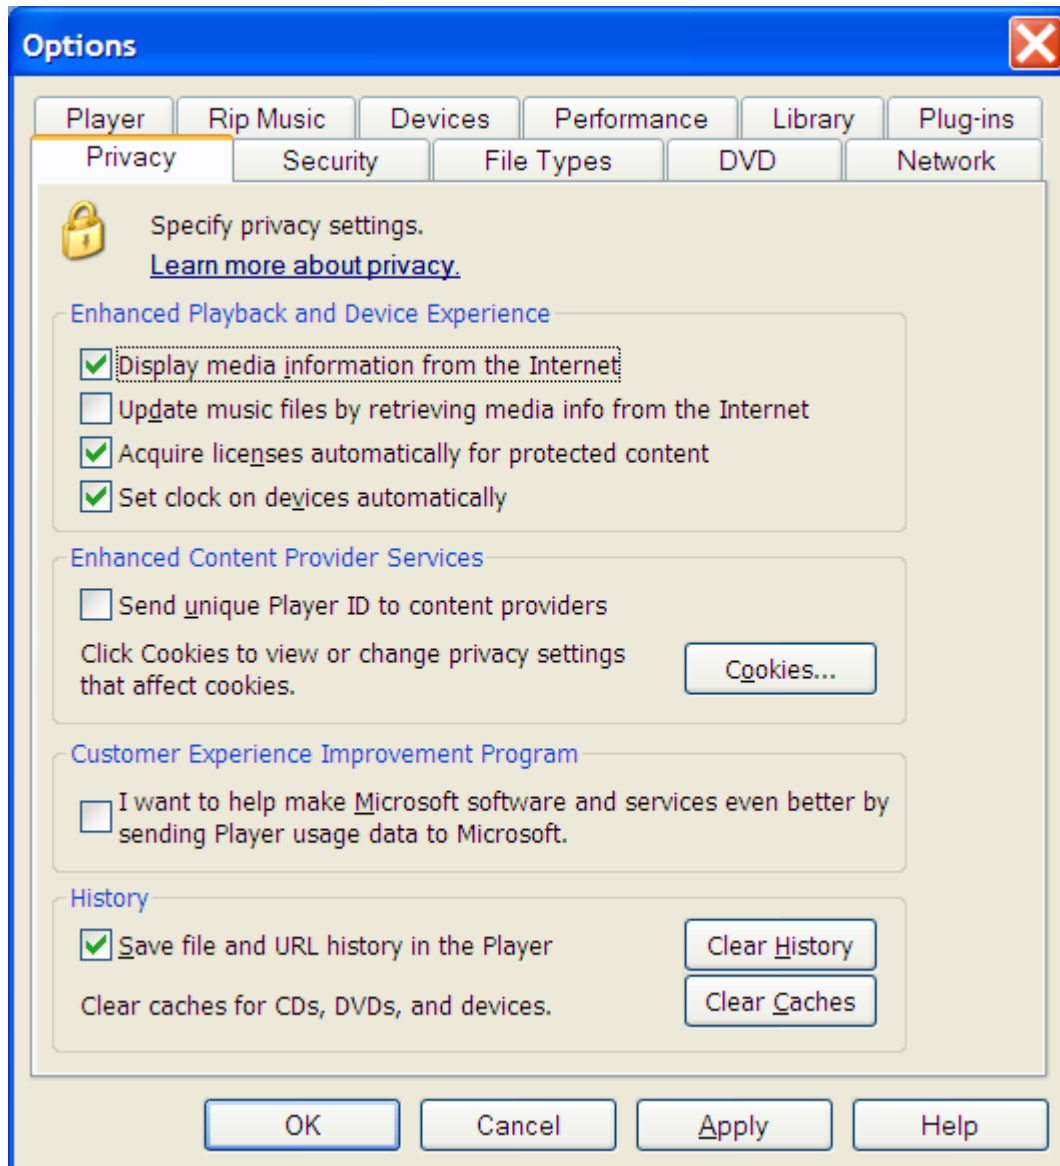 Options
Player Rip Music Devices Performance Library Plug-ins
Privacy Security File Types DVD Network
Specify privacy settings.
Learn more about privacy.
Enhanced Playback and Device Experience
Display media information from the Internet
Update music files by retrieving media info from the Internet
Acquire licenses automatically for protected content
Set clock on devices automatically
Enhanced Content Provider Services
Send unique Player ID to content providers
Click Cookies to view or change privacy settings
that affect cookies.
Cookies...
Customer Experience Improvement Program
I want to help make Microsoft software and services even better by
sending Player usage data to Microsoft.
History
Save file and URL history in the Player
Clear History
Clear caches for CDs, DVDs, and devices.
Clear Caches
OK Cancel Apply Help